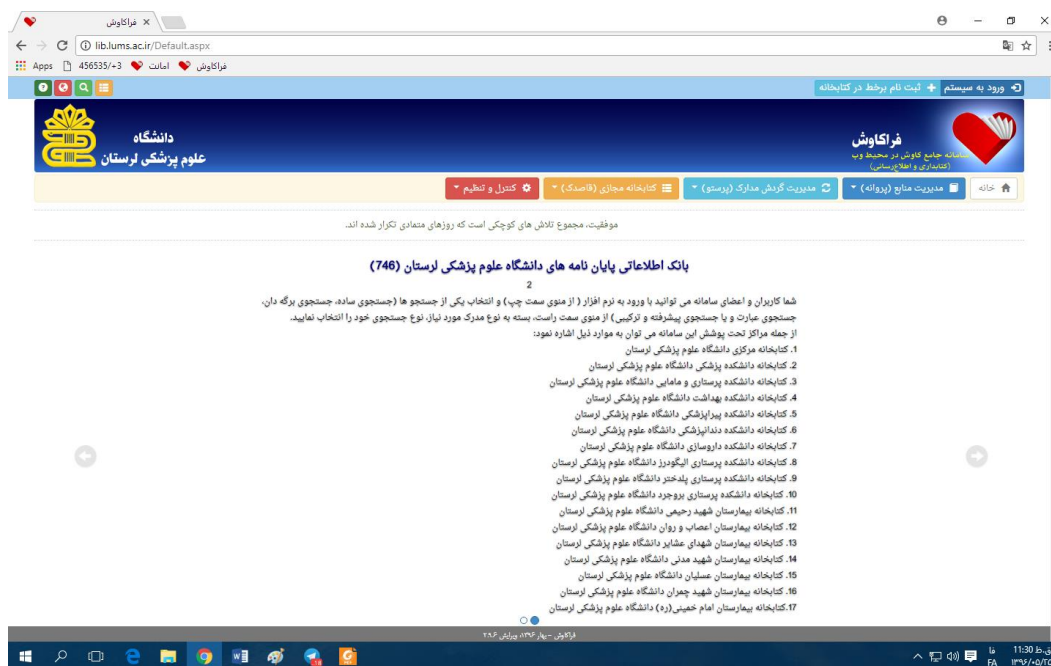 فراکاوش
lib.lums.ac.ir/Default.aspx
Apps
456535/+3
امانت
فراکاوش
ورود به سیستم
ثبت نام برخط در کتابخانه
فراکاوش
سامانه جامع کاوش در محیط وب
(کتابداری و اطلاع‌رسانی)
دانشگاه
علوم پزشکی لرستان
خانه
مدیریت منابع (پروانه)
مدیریت گردش مدارک (پرستو)
کتابخانه مجازی (قاصدک)
کنترل و تنظیم
موفقیت، مجموع تلاش های کوچکی است که روزهای متمادی تکرار شده اند.
بانک اطلاعاتی پایان نامه های دانشگاه علوم پزشکی لرستان (746)
2
شما کاربران و اعضای سامانه می توانید با ورود به نرم افزار ( از منوی سمت چپ) و انتخاب یکی از جستجو ها (جستجوی ساده، جستجوی برگه دان،
جستجوی عبارت و یا جستجوی پیشرفته و ترکیبی) از منوی سمت راست، بسته به نوع مدرک مورد نیاز، نوع جستجوی خود را انتخاب نمایید.
از جمله مراکز تحت پوشش این سامانه می توان به موارد ذیل اشاره نمود:
1. کتابخانه مرکزی دانشگاه علوم پزشکی لرستان
2. کتابخانه دانشکده پزشکی دانشگاه علوم پزشکی لرستان
3. کتابخانه دانشکده پرستاری و مامایی دانشگاه علوم پزشکی لرستان
4. کتابخانه دانشکده بهداشت دانشگاه علوم پزشکی لرستان
5. کتابخانه دانشکده پیراپزشکی دانشگاه علوم پزشکی لرستان
6. کتابخانه دانشکده دندانپزشکی دانشگاه علوم پزشکی لرستان
7. کتابخانه دانشکده داروسازی دانشگاه علوم پزشکی لرستان
8. کتابخانه دانشکده پرستاری الیگودرز دانشگاه علوم پزشکی لرستان
9. کتابخانه دانشکده پرستاری پلدختر دانشگاه علوم پزشکی لرستان
10. کتابخانه دانشکده پرستاری بروجرد دانشگاه علوم پزشکی لرستان
11. کتابخانه بیمارستان شهید رحیمی دانشگاه علوم پزشکی لرستان
12. کتابخانه بیمارستان اعصاب و روان دانشگاه علوم پزشکی لرستان
13. کتابخانه بیمارستان شهدای عشایر دانشگاه علوم پزشکی لرستان
14. کتابخانه بیمارستان شهید مدنی دانشگاه علوم پزشکی لرستان
15. کتابخانه بیمارستان عسلیان دانشگاه علوم پزشکی لرستان
16. کتابخانه بیمارستان شهید چمران دانشگاه علوم پزشکی لرستان
17.کتابخانه بیمارستان امام خمینی(ره) دانشگاه علوم پزشکی لرستان
فراکاوش - بهار ۱۳۹۶، ویرایش ۲.۹.۶
فا
FA
11:30 ق.ظ